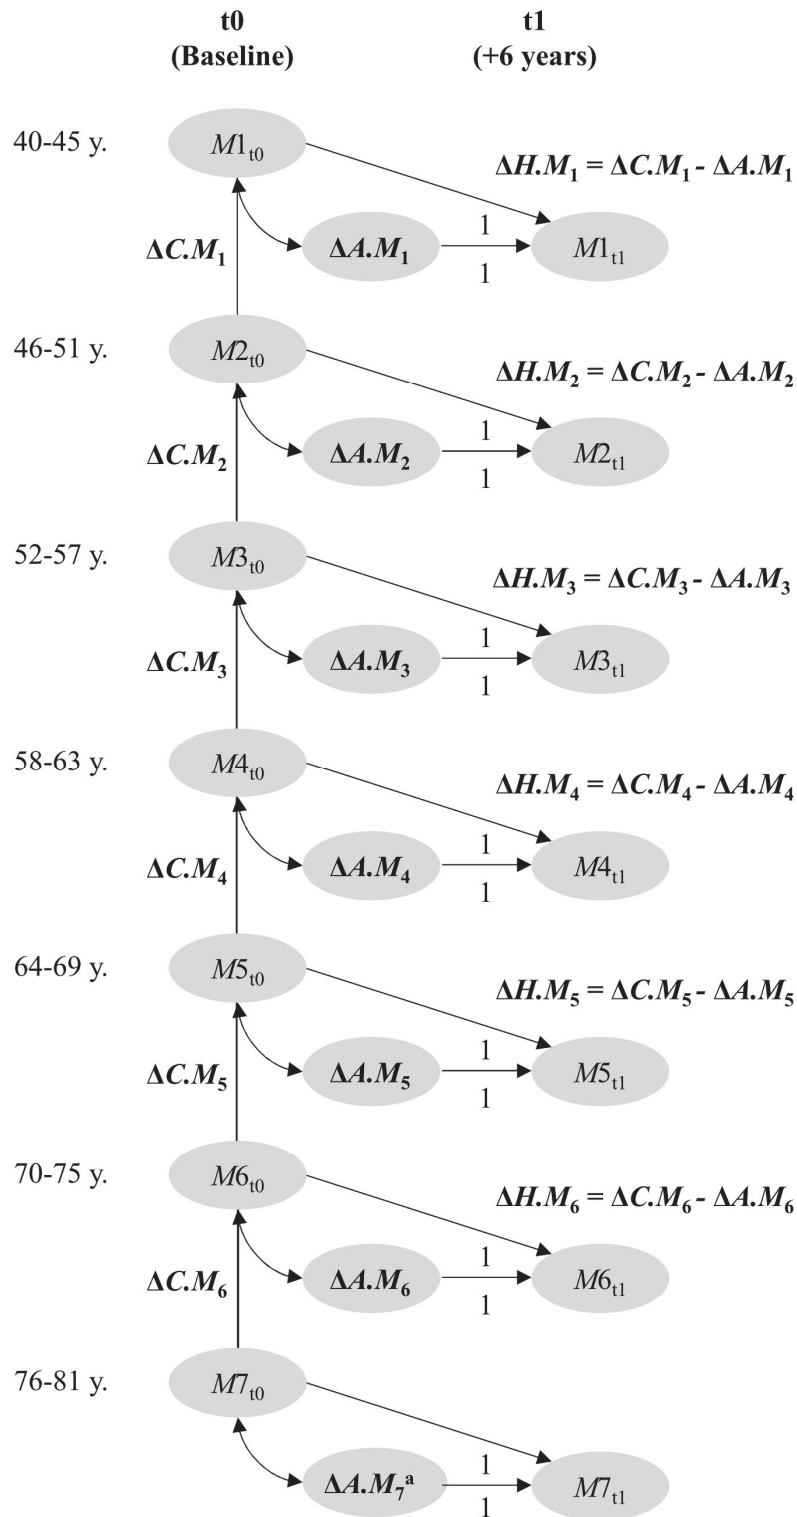 t0 t1
(Baseline) (+6 years)
40-45 y. M1t0
ΔH.M1 = ΔC.M1 - ΔA.M1
1
ΔC.M1 ΔA.M1 M1t1
1
46-51 y. M2t0
ΔH.M2 = ΔC.M2 - ΔA.M2
1
ΔC.M2 ΔA.M2 M2t1
1
52-57 y. M3t0
ΔH.M3 = ΔC.M3 - ΔA.M3
1
ΔC.M3 ΔA.M3 M3t1
1
58-63 y. M4t0
ΔH.M4 = ΔC.M4 - ΔA.M4
1
ΔC.M4 ΔA.M4 M4t1
1
64-69 y. M5t0
ΔH.M5 = ΔC.M5 - ΔA.M5
1
ΔC.M5 ΔA.M5 M5t1
1
70-75 y. M6t0
ΔH.M6 = ΔC.M6 - ΔA.M6
1
ΔC.M6 ΔA.M6 M6t1
1
76-81 y. M7t0
1
ΔA.M7a M7t1
1